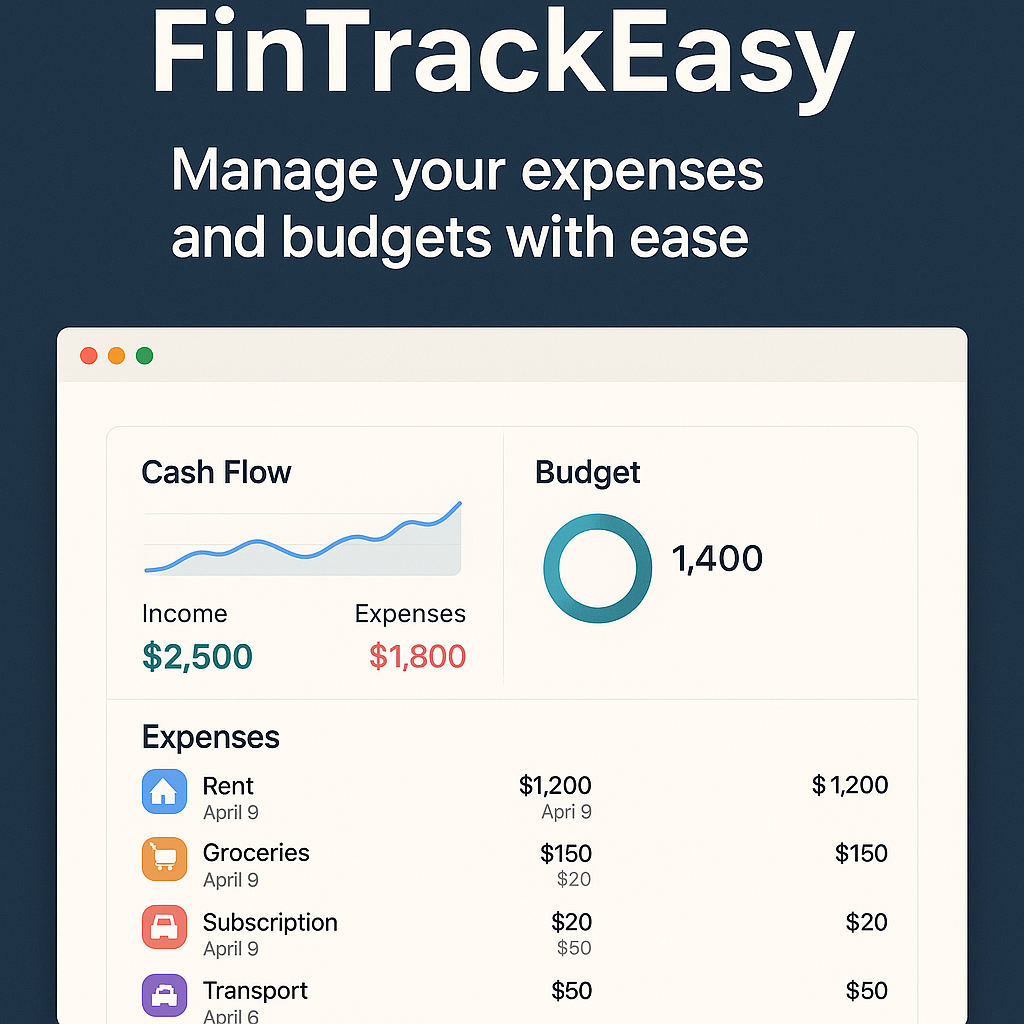 FinTrackEasy
Manage your expenses
and budgets with ease
Cash Flow
Income Expenses
$2,500 $1,800
Budget
1,400
Expenses
Rent $1,200 $1,200
April 9 Apri 9
Groceries $150 $150
April 9 $20
Subscription $20 $20
April 9 $50
Transport $50 $50
April 6